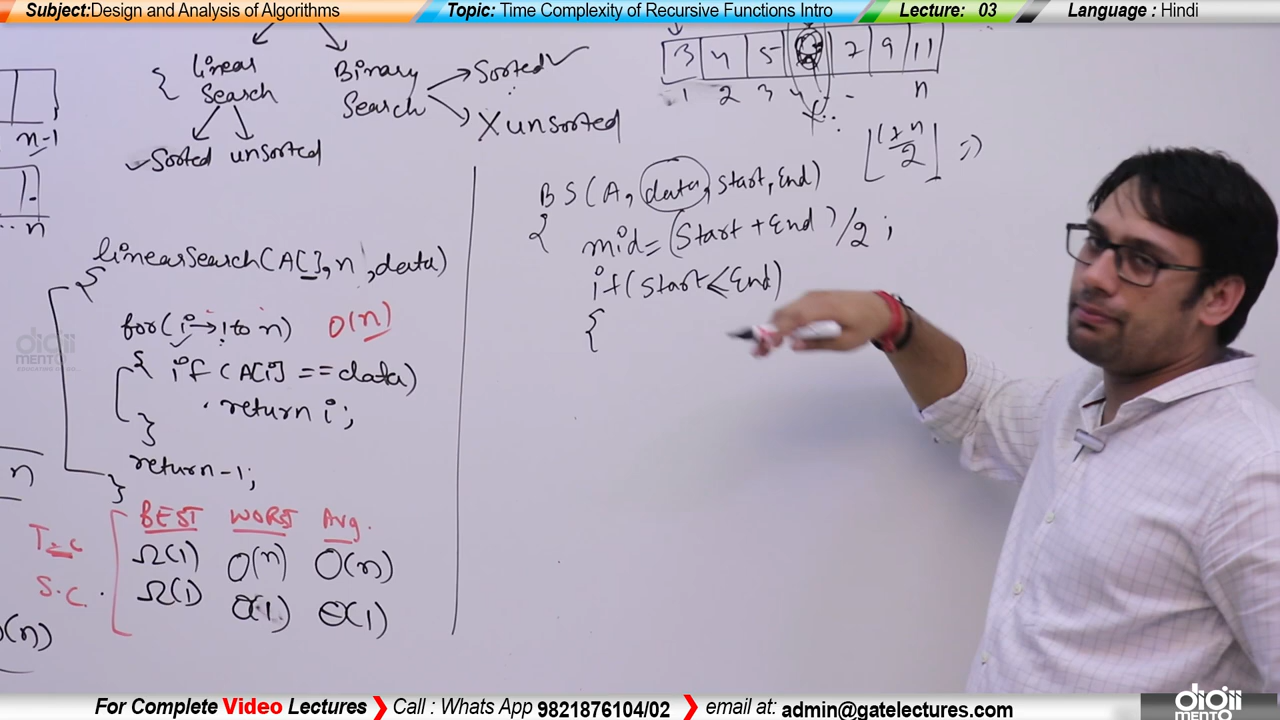 Subject:Design and Analysis of Algorithms
Topic: Time Complexity of Recursive Functions Intro
Lecture: 03
Language : Hindi
linear Search
Binary Search
Sorted
X unsorted
Sorted unsorted
3 4 5 7 9 11
1 2 3 4 - n
n-1
n
BS(A, data, start, End)
{ mid=(Start+End)/2;
if(start<End)
{
linearSearch(A[],n,data)
{
for(i→1 to n) O(n)
{ if (A[i] ==data)
return i;
}
return-1;
}
BEST WORST Avg.
T.C Ω(1) O(n) O(n)
S.C. Ω(1) O(1) Θ(1)
n
(n)
digii
MENTO
For Complete Video Lectures
Call : Whats App 9821876104/02
email at: admin@gatelectures.com
digii
MENTO